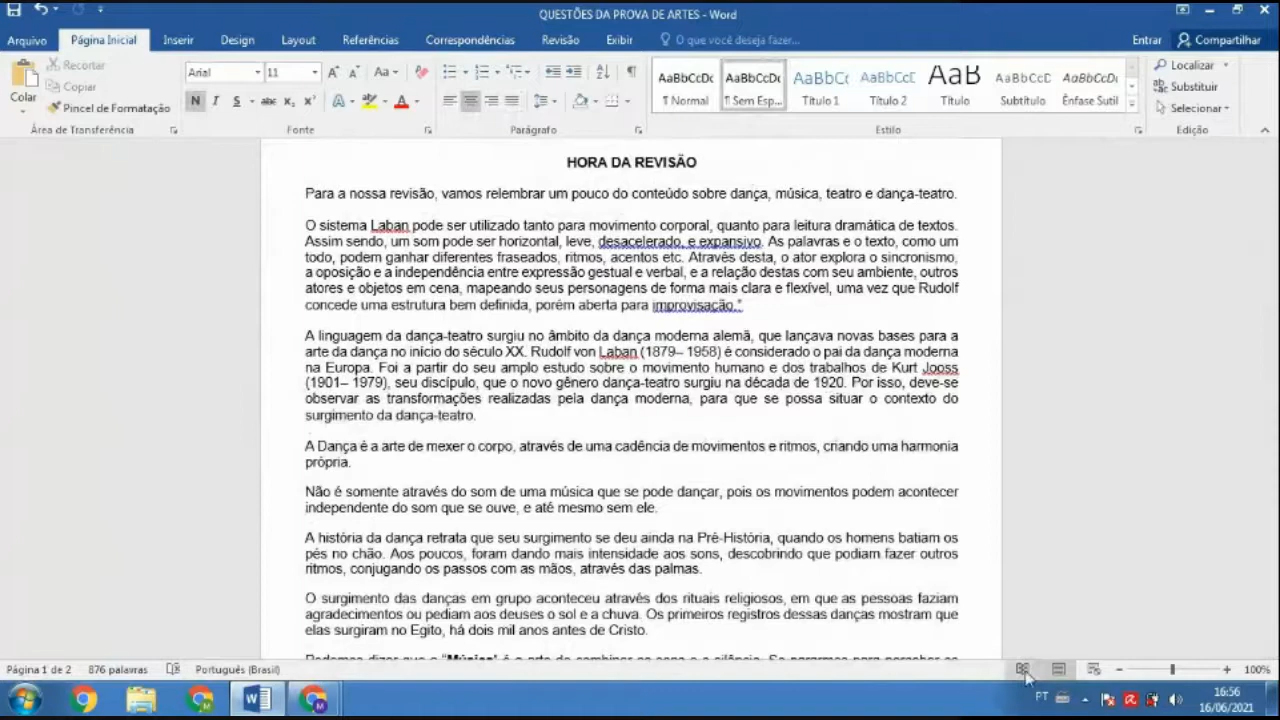 QUESTÕES DA PROVA DE ARTES - Word
Arquivo Página Inicial Inserir Design Layout Referências Correspondências Revisão Exibir O que você deseja fazer... Entrar Compartilhar
Colar
Recortar
Copiar
Pincel de Formatação
Área de Transferência
Arial 11
N I S abc x₂ x²
Fonte
Parágrafo
AaBbCcDc AaBbCcDc AaBbCc AaBbCcC AaB AaBbCcD AaBbCcDi
¶ Normal ¶ Sem Esp... Título 1 Título 2 Título Subtítulo Ênfase Sutil
Estilo
Localizar
Substituir
Selecionar
Edição
HORA DA REVISÃO
Para a nossa revisão, vamos relembrar um pouco do conteúdo sobre dança, música, teatro e dança-teatro.
O sistema Laban pode ser utilizado tanto para movimento corporal, quanto para leitura dramática de textos.
Assim sendo, um som pode ser horizontal, leve, desacelerado, e expansivo. As palavras e o texto, como um
todo, podem ganhar diferentes fraseados, ritmos, acentos etc. Através desta, o ator explora o sincronismo,
a oposição e a independência entre expressão gestual e verbal, e a relação destas com seu ambiente, outros
atores e objetos em cena, mapeando seus personagens de forma mais clara e flexível, uma vez que Rudolf
concede uma estrutura bem definida, porém aberta para improvisação."
A linguagem da dança-teatro surgiu no âmbito da dança moderna alemã, que lançava novas bases para a
arte da dança no início do século XX. Rudolf von Laban (1879– 1958) é considerado o pai da dança moderna
na Europa. Foi a partir do seu amplo estudo sobre o movimento humano e dos trabalhos de Kurt Jooss
(1901– 1979), seu discípulo, que o novo gênero dança-teatro surgiu na década de 1920. Por isso, deve-se
observar as transformações realizadas pela dança moderna, para que se possa situar o contexto do
surgimento da dança-teatro.
A Dança é a arte de mexer o corpo, através de uma cadência de movimentos e ritmos, criando uma harmonia
própria.
Não é somente através do som de uma música que se pode dançar, pois os movimentos podem acontecer
independente do som que se ouve, e até mesmo sem ele.
A história da dança retrata que seu surgimento se deu ainda na Pré-História, quando os homens batiam os
pés no chão. Aos poucos, foram dando mais intensidade aos sons, descobrindo que podiam fazer outros
ritmos, conjugando os passos com as mãos, através das palmas.
O surgimento das danças em grupo aconteceu através dos rituais religiosos, em que as pessoas faziam
agradecimentos ou pediam aos deuses o sol e a chuva. Os primeiros registros dessas danças mostram que
elas surgiram no Egito, há dois mil anos antes de Cristo.
Podemos dizer que a "Música" é a arte de combinar os sons e o silêncio. Se pararmos para perceber os
Página 1 de 2 876 palavras Português (Brasil) 100%
PT 16:56
16/06/2021